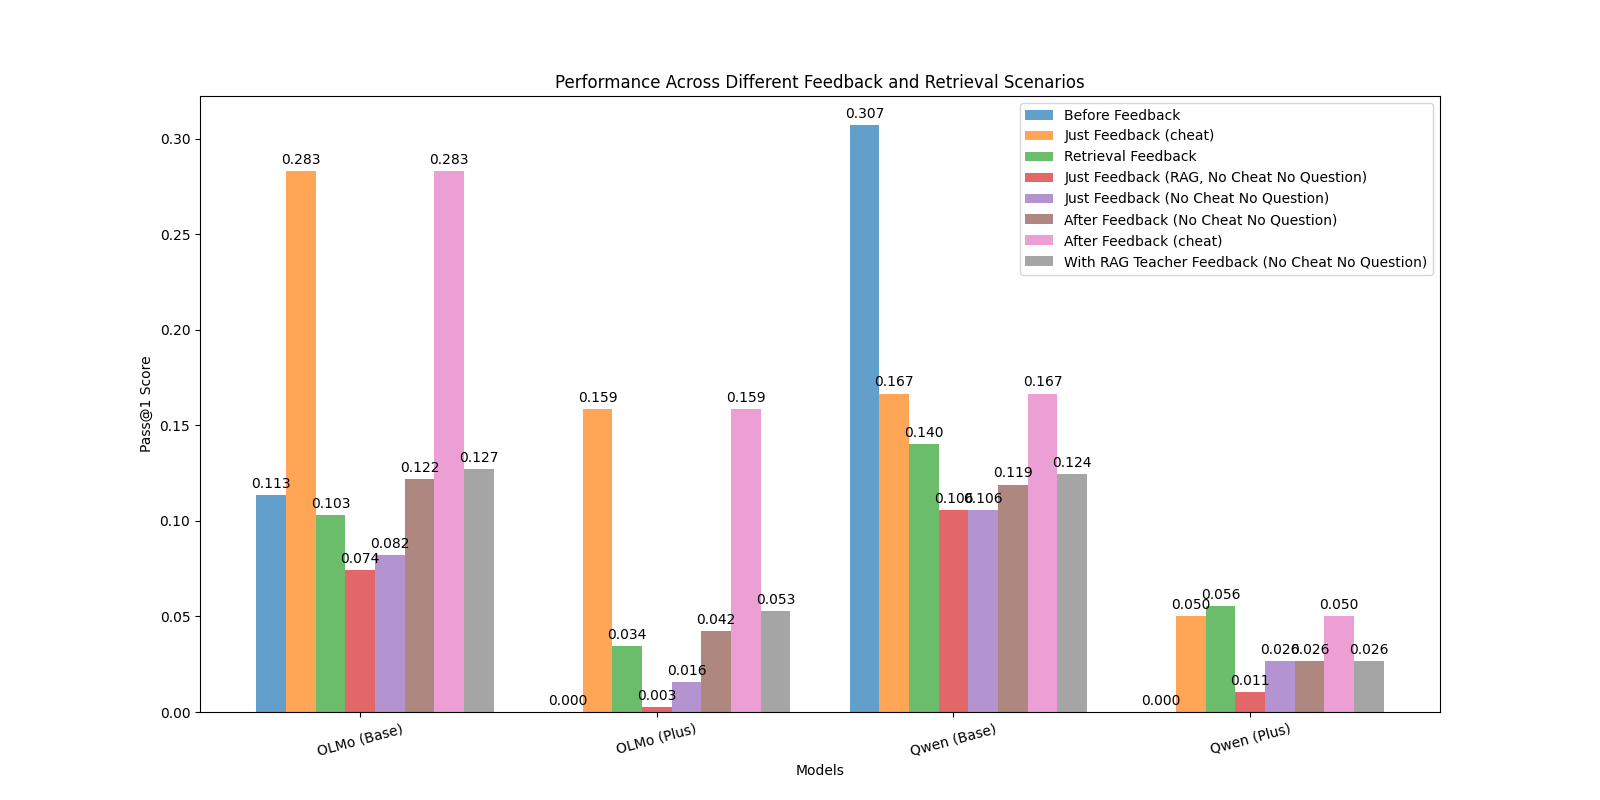 Performance Across Different Feedback and Retrieval Scenarios
Before Feedback
Just Feedback (cheat)
Retrieval Feedback
Just Feedback (RAG, No Cheat No Question)
Just Feedback (No Cheat No Question)
After Feedback (No Cheat No Question)
After Feedback (cheat)
With RAG Teacher Feedback (No Cheat No Question)
Pass@1 Score
0.30
0.25
0.20
0.15
0.10
0.05
0.00
0.113
0.283
0.103
0.074
0.082
0.122
0.283
0.127
0.000
0.159
0.034
0.003
0.016
0.042
0.159
0.053
0.307
0.167
0.140
0.106
0.106
0.119
0.167
0.124
0.000
0.050
0.056
0.011
0.026
0.026
0.050
0.026
OLMo (Base)
OLMo (Plus)
Qwen (Base)
Qwen (Plus)
Models